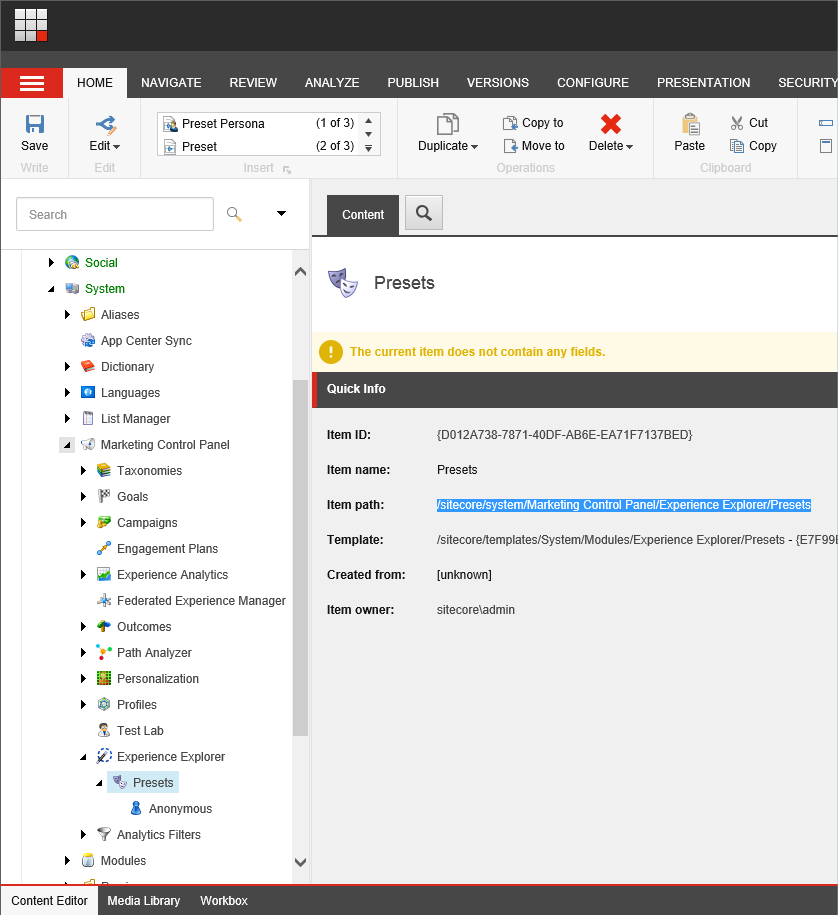 HOME NAVIGATE REVIEW ANALYZE PUBLISH VERSIONS CONFIGURE PRESENTATION SECURITY
Save
Write
Edit
Edit
Preset Persona (1 of 3)
Preset (2 of 3)
Insert
Duplicate
Copy to
Move to
Delete
Operations
Paste
Cut
Copy
Clipboard
Search
Social
System
Aliases
App Center Sync
Dictionary
Languages
List Manager
Marketing Control Panel
Taxonomies
Goals
Campaigns
Engagement Plans
Experience Analytics
Federated Experience Manager
Outcomes
Path Analyzer
Personalization
Profiles
Test Lab
Experience Explorer
Presets
Anonymous
Analytics Filters
Modules
Content
Presets
The current item does not contain any fields.
Quick Info
Item ID: {D012A738-7871-40DF-AB6E-EA71F7137BED}
Item name: Presets
Item path: /sitecore/system/Marketing Control Panel/Experience Explorer/Presets
Template: /sitecore/templates/System/Modules/Experience Explorer/Presets - {E7F99E
Created from: [unknown]
Item owner: sitecore\admin
Content Editor Media Library Workbox